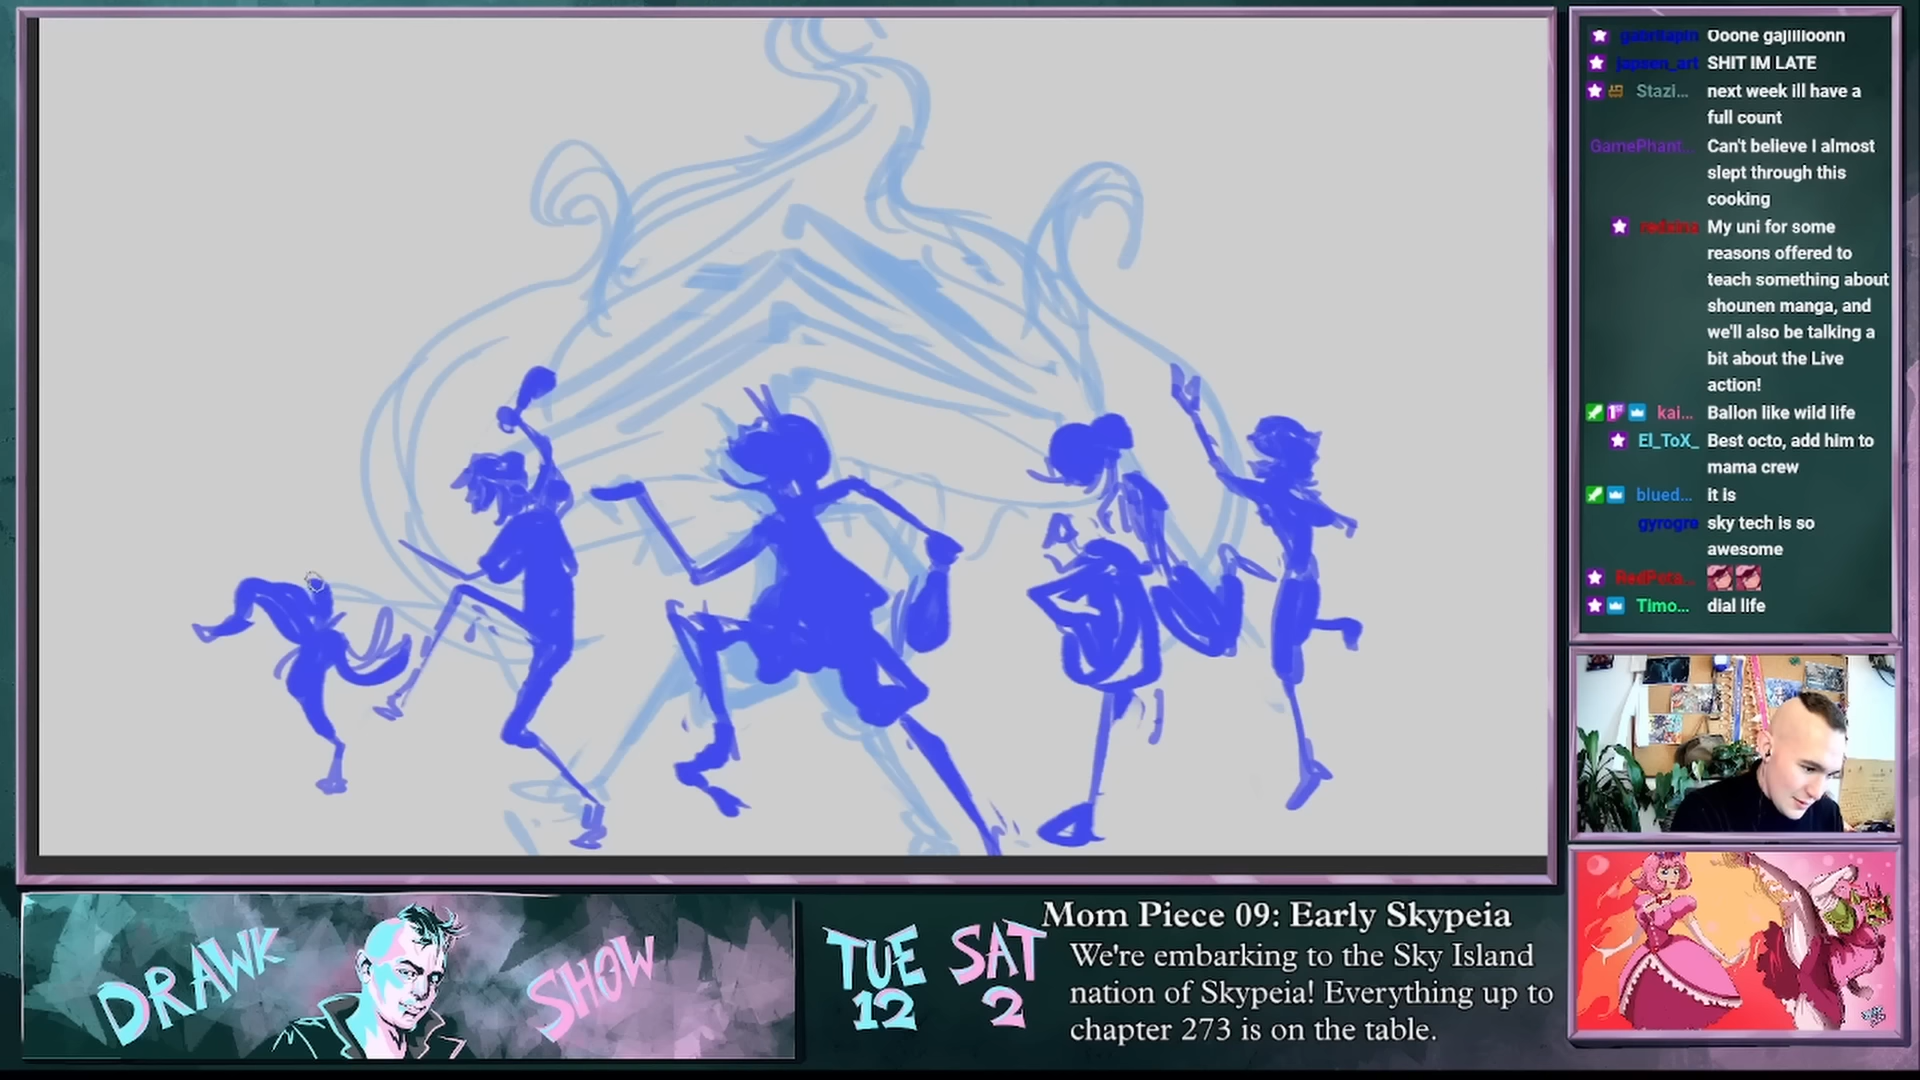 gabrilapin Ooone gajillloonn
japsen_art SHIT IM LATE
Stazi... next week ill have a
full count
GamePhant... Can't believe I almost
slept through this
cooking
My uni for some
reasons offered to
teach something about
shounen manga, and
we'll also be talking a
bit about the Live
action!
kai... Ballon like wild life
El_ToX_ Best octo, add him to
mama crew
blued... it is
gyrogre sky tech is so
awesome
RedPota...
Timo... dial life
DRAWK SHOW
TUE 12
SAT 2
Mom Piece 09: Early Skypeia
We're embarking to the Sky Island
nation of Skypeia! Everything up to
chapter 273 is on the table.